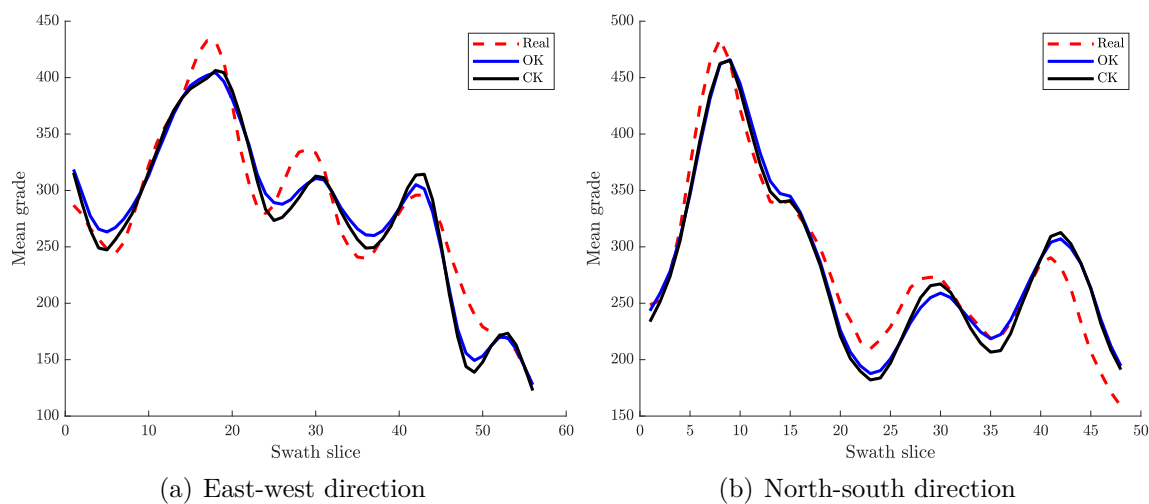 450
400
350
300
250
200
150
100
Mean grade
0 10 20 30 40 50 60
Swath slice
Real
OK
CK
(a) East-west direction
500
450
400
350
300
250
200
150
Mean grade
0 5 10 15 20 25 30 35 40 45 50
Swath slice
Real
OK
CK
(b) North-south direction